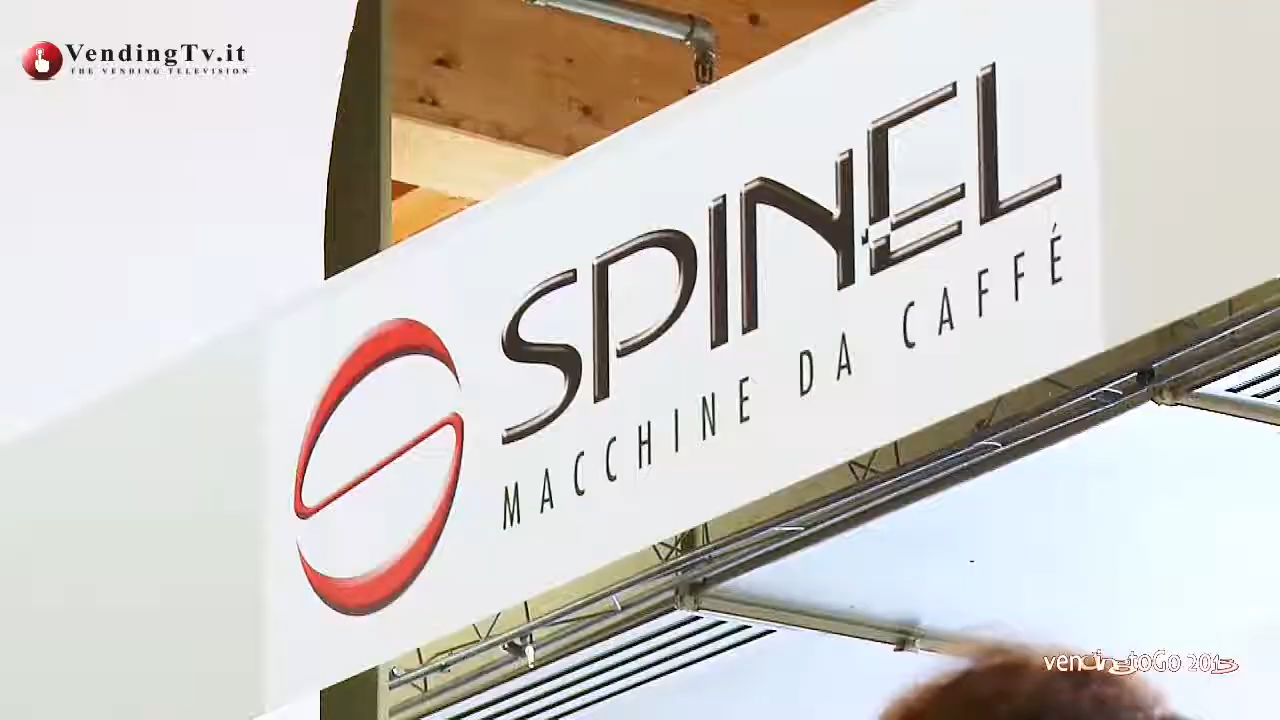 VendingTv.it
THE VENDING TELEVISION
SPINEL
MACCHINE DA CAFFÉ